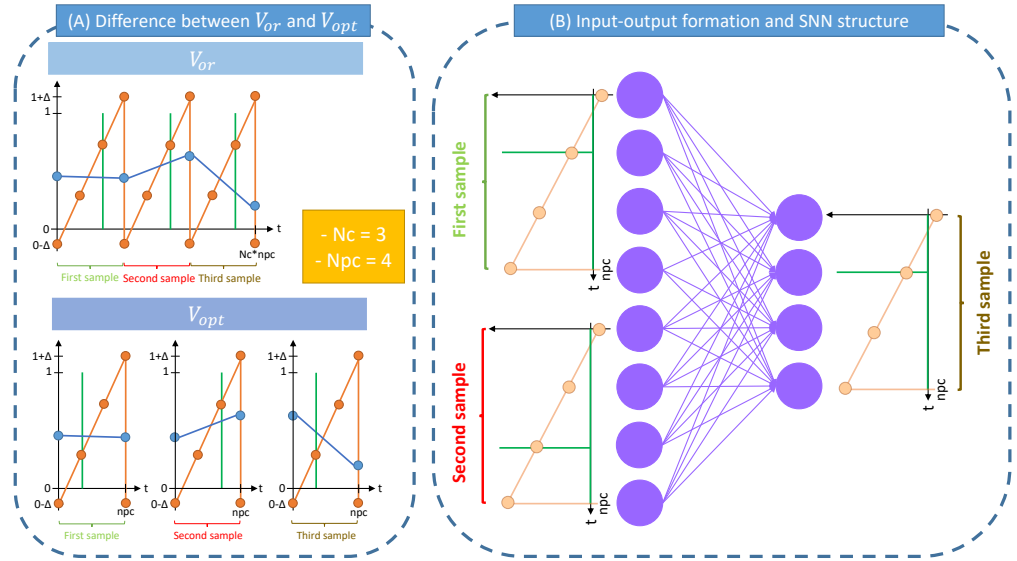 (A) Difference between V_or and V_opt
V_or
1+Δ
1
0
0-Δ
t
Nc*npc
First sample
Second sample
Third sample
- Nc = 3
- Npc = 4
V_opt
1+Δ
1
0
0-Δ
t
npc
First sample
1+Δ
1
0
0-Δ
t
npc
Second sample
1+Δ
1
0
0-Δ
t
npc
Third sample
(B) Input-output formation and SNN structure
First sample
t
npc
Second sample
t
npc
t
npc
Third sample